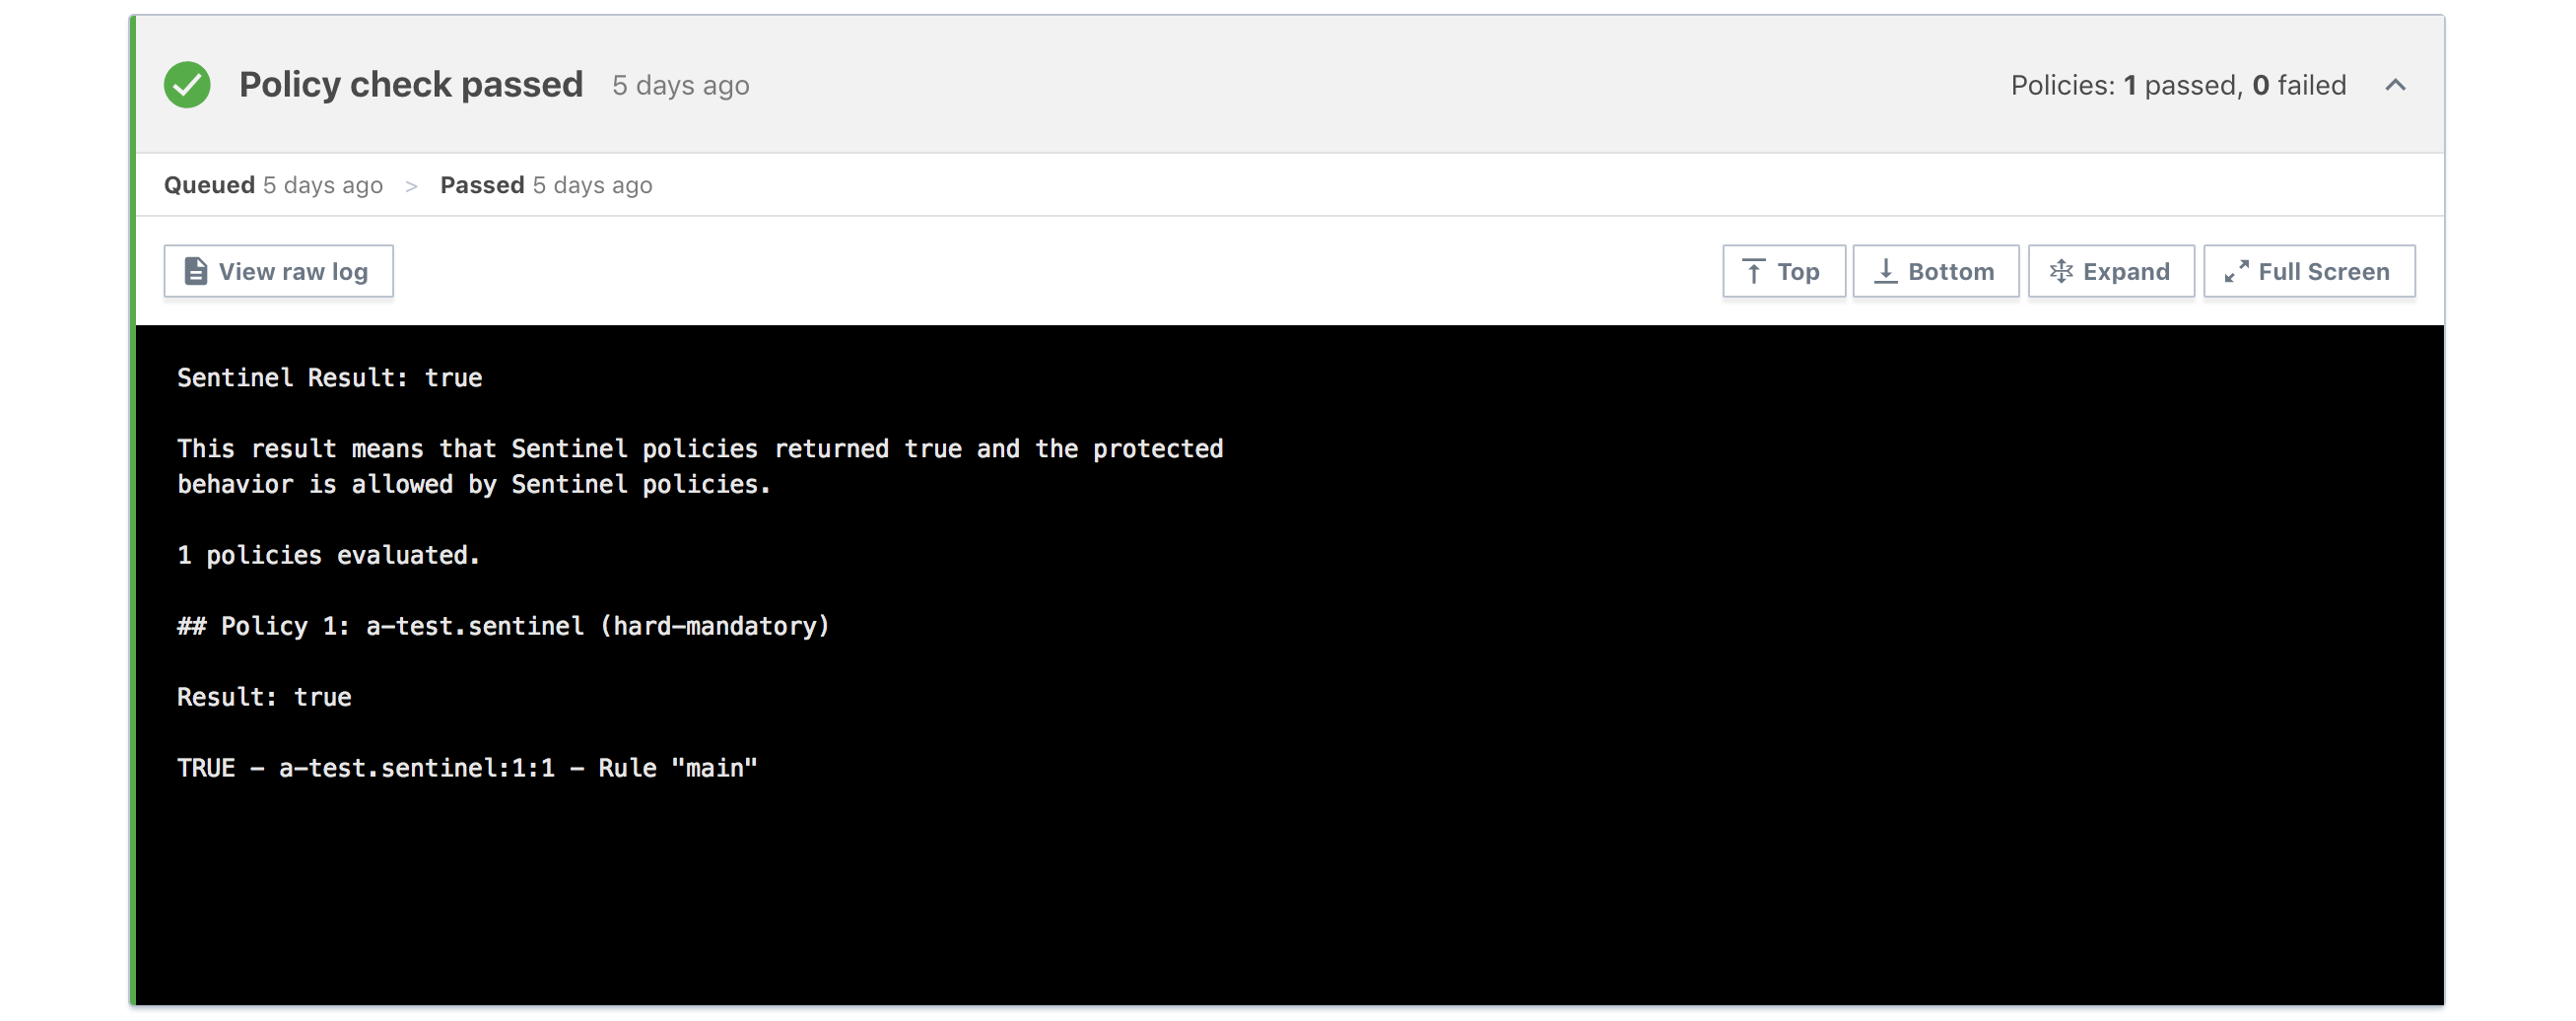 Policy check passed 5 days ago Policies: 1 passed, 0 failed
Queued 5 days ago > Passed 5 days ago
View raw log Top Bottom Expand Full Screen
Sentinel Result: true
This result means that Sentinel policies returned true and the protected
behavior is allowed by Sentinel policies.
1 policies evaluated.
## Policy 1: a-test.sentinel (hard-mandatory)
Result: true
TRUE - a-test.sentinel:1:1 - Rule "main"